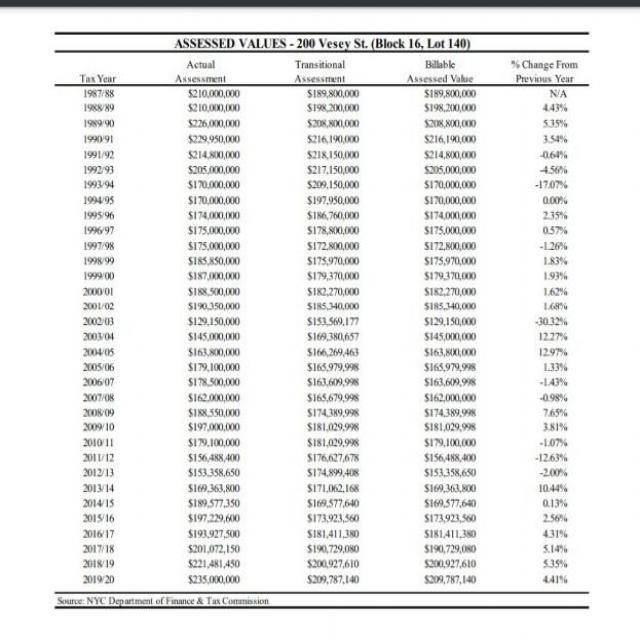 ASSESSED VALUES - 200 Vesey St. (Block 16, Lot 140)
Actual Transitional Billable % Change From
Tax Year Assessment Assessment Assessed Value Previous Year
1987/88 $210,000,000 $189,800,000 $189,800,000 N/A
1988/89 $210,000,000 $198,200,000 $198,200,000 4.43%
1989/90 $226,000,000 $208,800,000 $208,800,000 5.35%
1990/91 $229,950,000 $216,190,000 $216,190,000 3.54%
1991/92 $214,800,000 $218,150,000 $214,800,000 -0.64%
1992/93 $205,000,000 $217,150,000 $205,000,000 -4.56%
1993/94 $170,000,000 $209,150,000 $170,000,000 -17.07%
1994/95 $170,000,000 $197,950,000 $170,000,000 0.00%
1995/96 $174,000,000 $186,760,000 $174,000,000 2.35%
1996/97 $175,000,000 $178,800,000 $175,000,000 0.57%
1997/98 $175,000,000 $172,800,000 $172,800,000 -1.26%
1998/99 $185,850,000 $175,970,000 $175,970,000 1.83%
1999/00 $187,000,000 $179,370,000 $179,370,000 1.93%
2000/01 $188,500,000 $182,270,000 $182,270,000 1.62%
2001/02 $190,350,000 $185,340,000 $185,340,000 1.68%
2002/03 $129,150,000 $153,569,177 $129,150,000 -30.32%
2003/04 $145,000,000 $169,380,657 $145,000,000 12.27%
2004/05 $163,800,000 $166,269,463 $163,800,000 12.97%
2005/06 $179,100,000 $165,979,998 $165,979,998 1.33%
2006/07 $178,500,000 $163,609,998 $163,609,998 -1.43%
2007/08 $162,000,000 $165,679,998 $162,000,000 -0.98%
2008/09 $188,550,000 $174,389,998 $174,389,998 7.65%
2009/10 $197,000,000 $181,029,998 $181,029,998 3.81%
2010/11 $179,100,000 $181,029,998 $179,100,000 -1.07%
2011/12 $156,488,400 $176,627,678 $156,488,400 -12.63%
2012/13 $153,358,650 $174,899,408 $153,358,650 -2.00%
2013/14 $169,363,800 $171,062,168 $169,363,800 10.44%
2014/15 $189,577,350 $169,577,640 $169,577,640 0.13%
2015/16 $197,229,600 $173,923,560 $173,923,560 2.56%
2016/17 $193,927,500 $181,411,380 $181,411,380 4.31%
2017/18 $201,072,150 $190,729,080 $190,729,080 5.14%
2018/19 $221,481,450 $200,927,610 $200,927,610 5.35%
2019/20 $235,000,000 $209,787,140 $209,787,140 4.41%
Source: NYC Department of Finance & Tax Commission